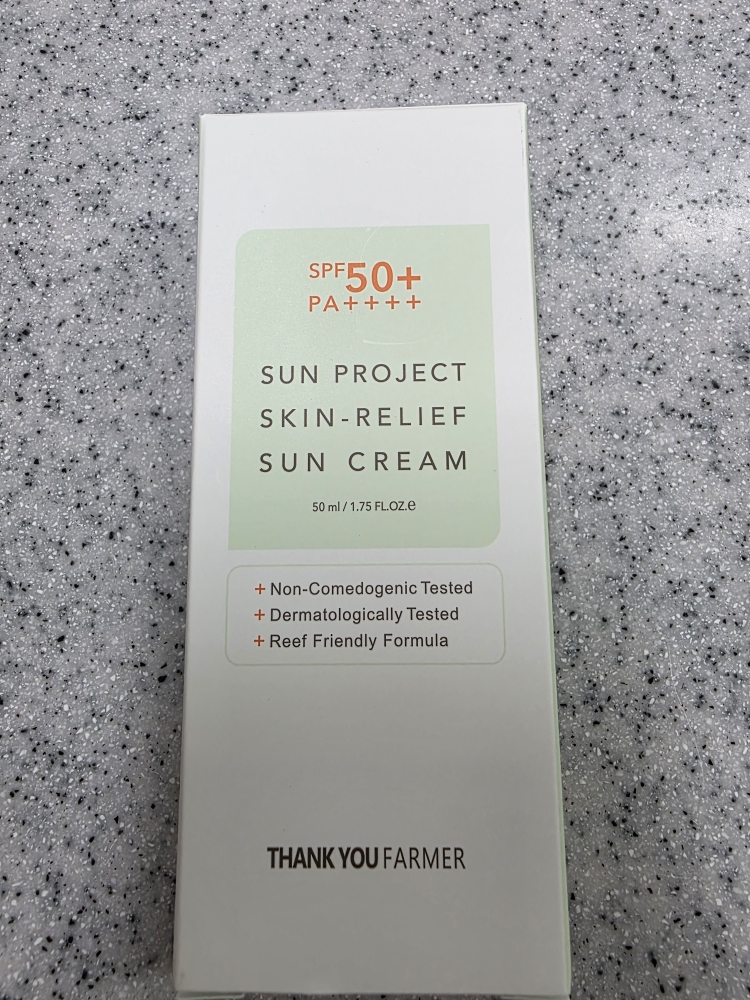 SPF50+
PA++++
SUN PROJECT
SKIN-RELIEF
SUN CREAM
50 ml / 1.75 FL.OZ.e
+ Non-Comedogenic Tested
+ Dermatologically Tested
+ Reef Friendly Formula
THANK YOU FARMER